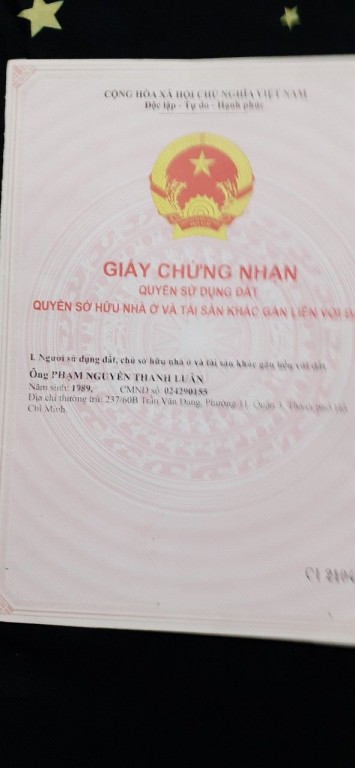 CỘNG HÒA XÃ HỘI CHỦ NGHĨA VIỆT NAM
Độc lập - Tự do - Hạnh phúc
GIẤY CHỨNG NHẬN
QUYỀN SỬ DỤNG ĐẤT
QUYỀN SỞ HỮU NHÀ Ở VÀ TÀI SẢN KHÁC GẮN LIỀN VỚI
I. Người sử dụng đất, chủ sở hữu nhà ở và tài sản khác gắn liền với đất
Ông PHẠM NGUYỄN THANH LUÂN
Năm sinh: 1989, CMND số: 024290155
Địa chỉ thường trú: 237/60B Trần Văn Đang, Phường 11, Quận 3, Thành phố Hồ
Chí Minh